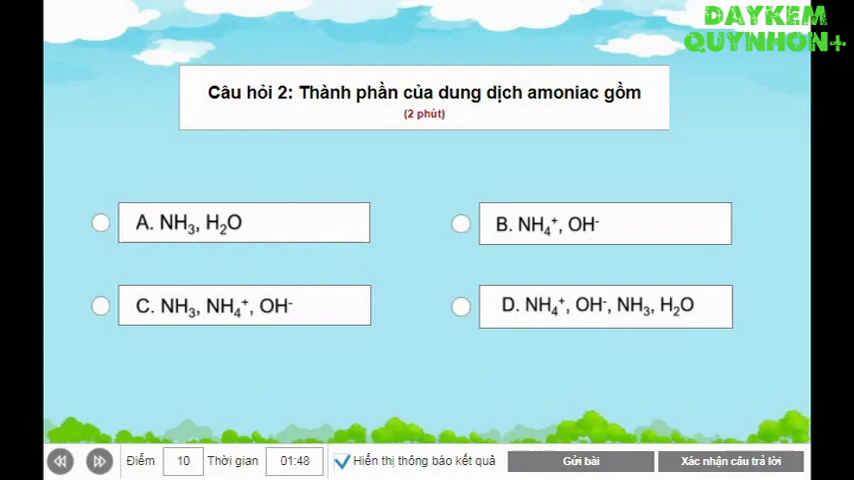 DAYKEM
QUYNHON+
Câu hỏi 2: Thành phần của dung dịch amoniac gồm
(2 phút)
A. NH₃, H₂O
B. NH₄⁺, OH⁻
C. NH₃, NH₄⁺, OH⁻
D. NH₄⁺, OH⁻, NH₃, H₂O
Điểm 10 Thời gian 01:48 Hiển thị thông báo kết quả Gửi bài Xác nhận câu trả lời